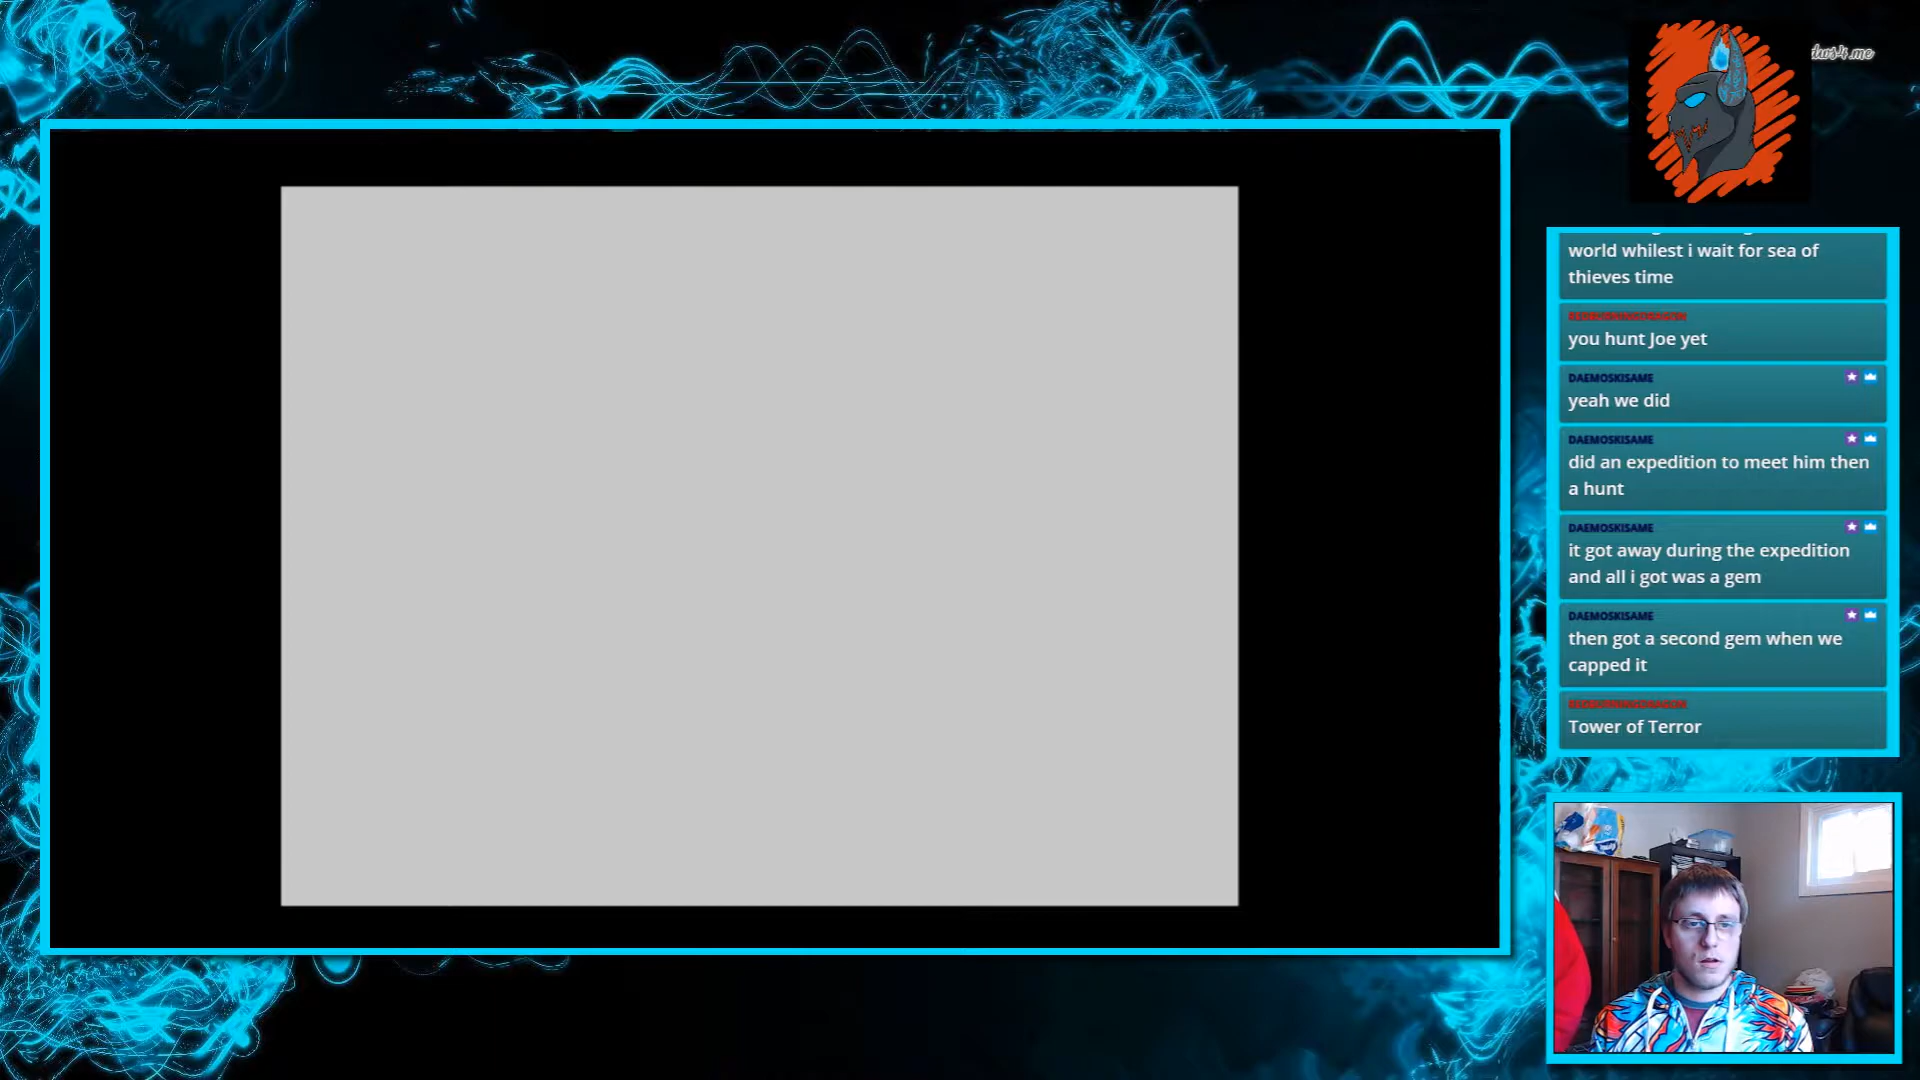 world whilest i wait for sea of
thieves time
you hunt Joe yet
DAEMOSKISAME
yeah we did
DAEMOSKISAME
did an expedition to meet him then
a hunt
DAEMOSKISAME
it got away during the expedition
and all i got was a gem
DAEMOSKISAME
then got a second gem when we
capped it
Tower of Terror